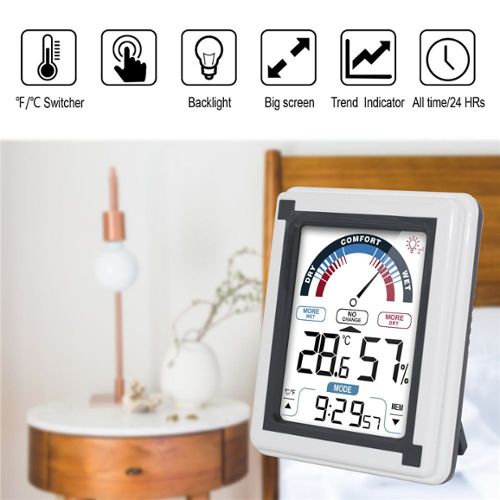 °F/°C Switcher
Backlight
Big screen
Trend Indicator
All time/24 HRs
DRY COMFORT WET
MORE WET
NO CHANGE
MORE DRY
28.6 °C 57%
°C/°F MODE MEM
9:29 57